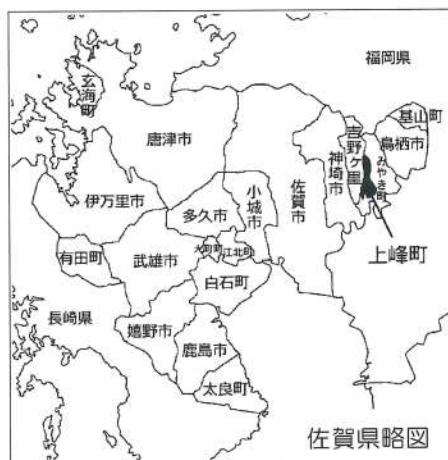 福岡県
玄海町
基山町
鳥栖市
吉野ヶ里
みやき町
唐津市
神埼市
佐賀市
小城市
多久市
伊万里市
上峰町
大町町
江北町
有田町
武雄市
白石町
長崎県
嬉野市
鹿島市
太良町
佐賀県略図